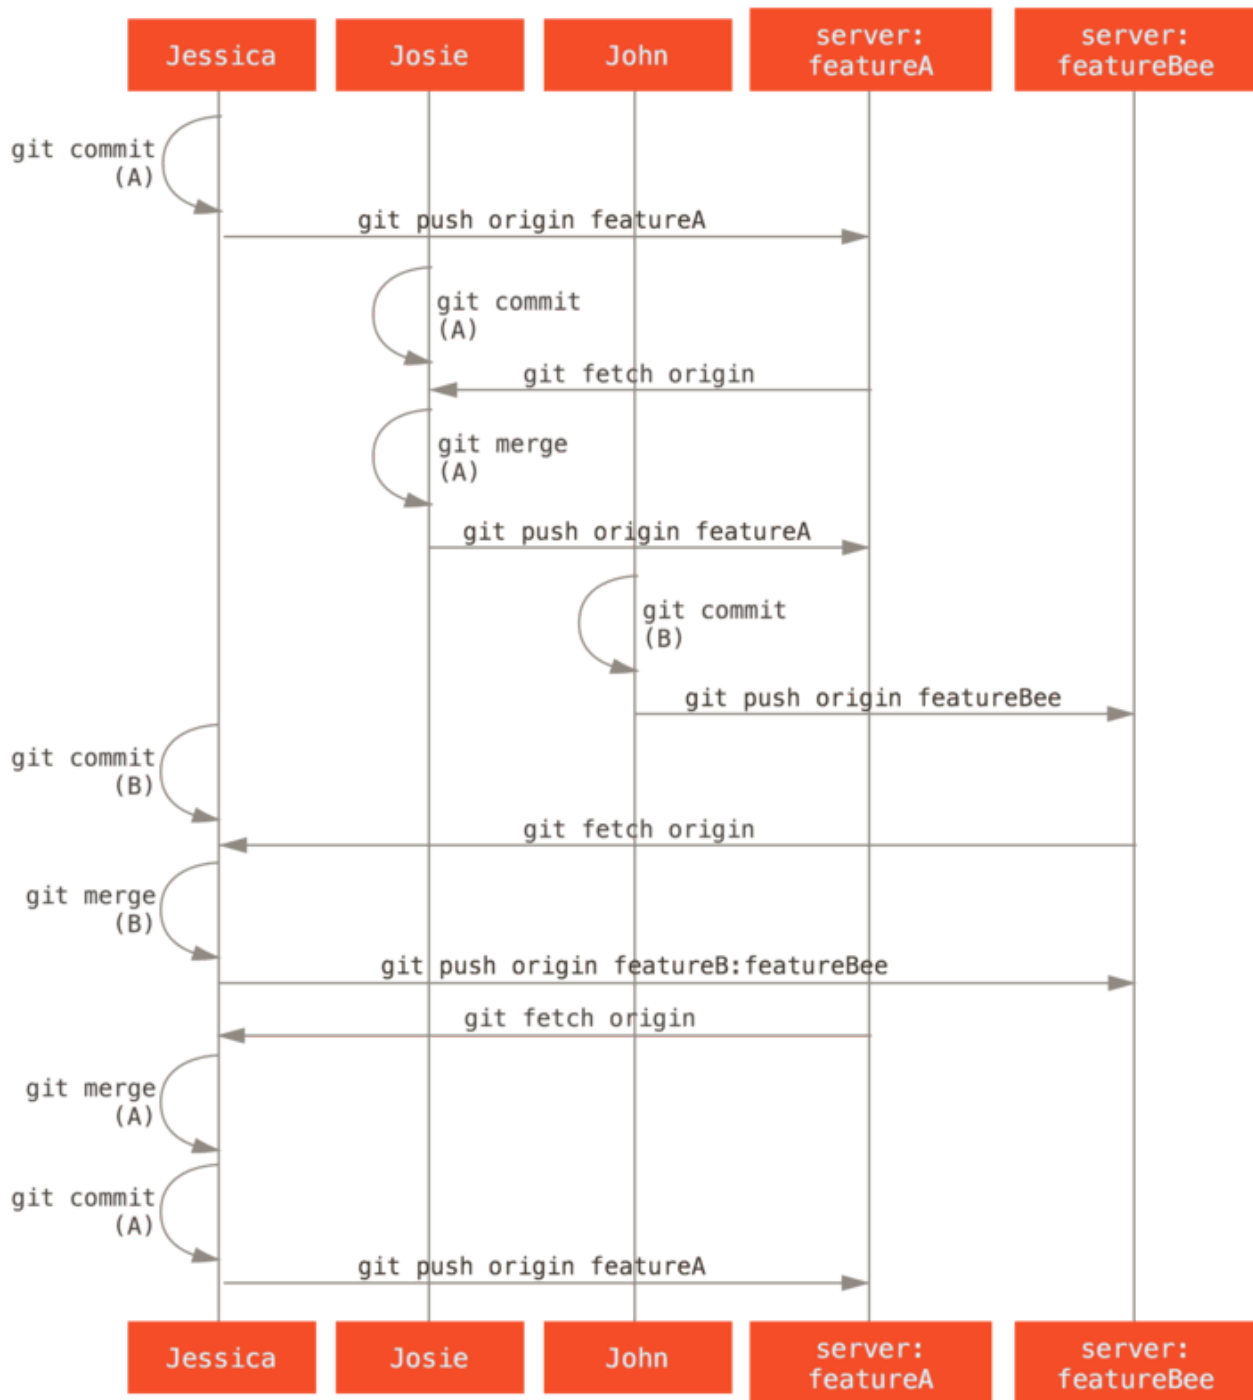 Jessica
Josie
John
server:
featureA
server:
featureBee
git commit
(A)
git push origin featureA
git commit
(A)
git fetch origin
git merge
(A)
git push origin featureA
git commit
(B)
git push origin featureBee
git commit
(B)
git fetch origin
git merge
(B)
git push origin featureB:featureBee
git fetch origin
git merge
(A)
git commit
(A)
git push origin featureA
Jessica
Josie
John
server:
featureA
server:
featureBee